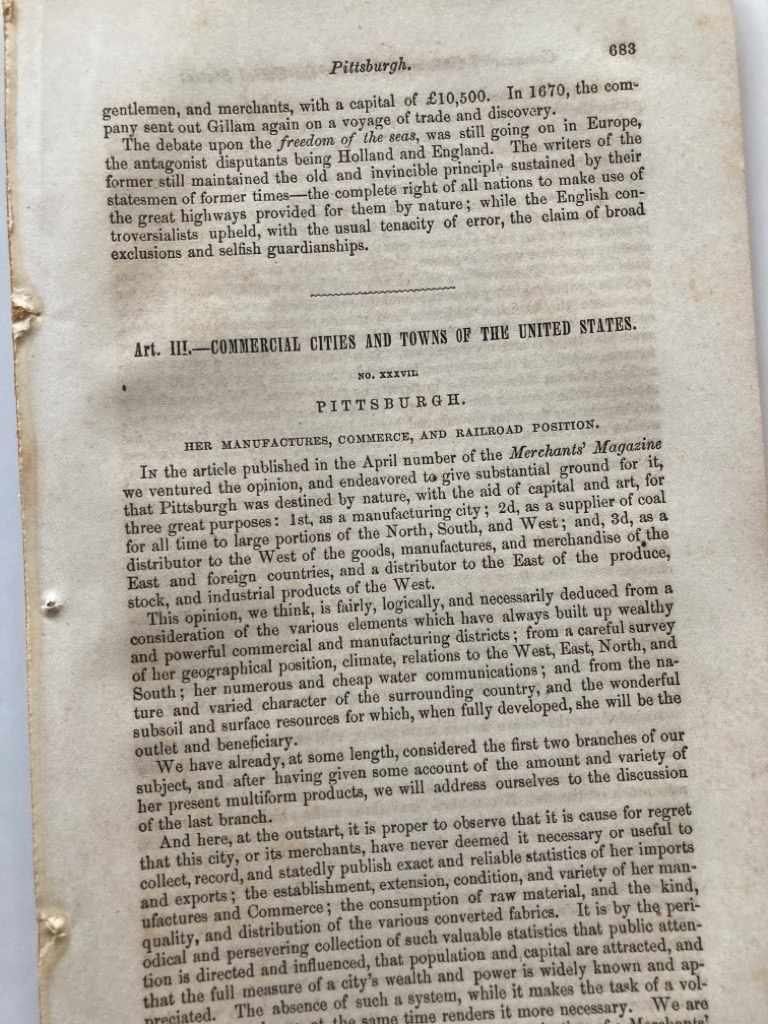 Pittsburgh.
683
gentlemen, and merchants, with a capital of £10,500. In 1670, the com-
pany sent out Gillam again on a voyage of trade and discovery.
The debate upon the freedom of the seas, was still going on in Europe,
the antagonist disputants being Holland and England. The writers of the
former still maintained the old and invincible principle sustained by their
statesmen of former times—the complete right of all nations to make use of
the great highways provided for them by nature; while the English con-
troversialists upheld, with the usual tenacity of error, the claim of broad
exclusions and selfish guardianships.
Art. III.—COMMERCIAL CITIES AND TOWNS OF THE UNITED STATES.
NO. XXXVII.
PITTSBURGH.
HER MANUFACTURES, COMMERCE, AND RAILROAD POSITION.
IN the article published in the April number of the Merchants' Magazine
we ventured the opinion, and endeavored to give substantial ground for it,
that Pittsburgh was destined by nature, with the aid of capital and art, for
three great purposes: 1st, as a manufacturing city; 2d, as a supplier of coal
for all time to large portions of the North, South, and West; and, 3d, as a
distributor to the West of the goods, manufactures, and merchandise of the
East and foreign countries, and a distributor to the East of the produce,
stock, and industrial products of the West.
This opinion, we think, is fairly, logically, and necessarily deduced from a
consideration of the various elements which have always built up wealthy
and powerful commercial and manufacturing districts; from a careful survey
of her geographical position, climate, relations to the West, East, North, and
South; her numerous and cheap water communications; and from the na-
ture and varied character of the surrounding country, and the wonderful
subsoil and surface resources for which, when fully developed, she will be the
outlet and beneficiary.
We have already, at some length, considered the first two branches of our
subject, and after having given some account of the amount and variety of
her present multiform products, we will address ourselves to the discussion
of the last branch.
And here, at the outstart, it is proper to observe that it is cause for regret
that this city, or its merchants, have never deemed it necessary or useful to
collect, record, and statedly publish exact and reliable statistics of her imports
and exports; the establishment, extension, condition, and variety of her man-
ufactures and Commerce; the consumption of raw material, and the kind,
quality, and distribution of the various converted fabrics. It is by the peri-
odical and persevering collection of such valuable statistics that public atten-
tion is directed and influenced, that population and capital are attracted, and
that the full measure of a city's wealth and power is widely known and ap-
preciated. The absence of such a system, while it makes the task of a vol-
at the same time renders it more necessary. We are
of Merchants'